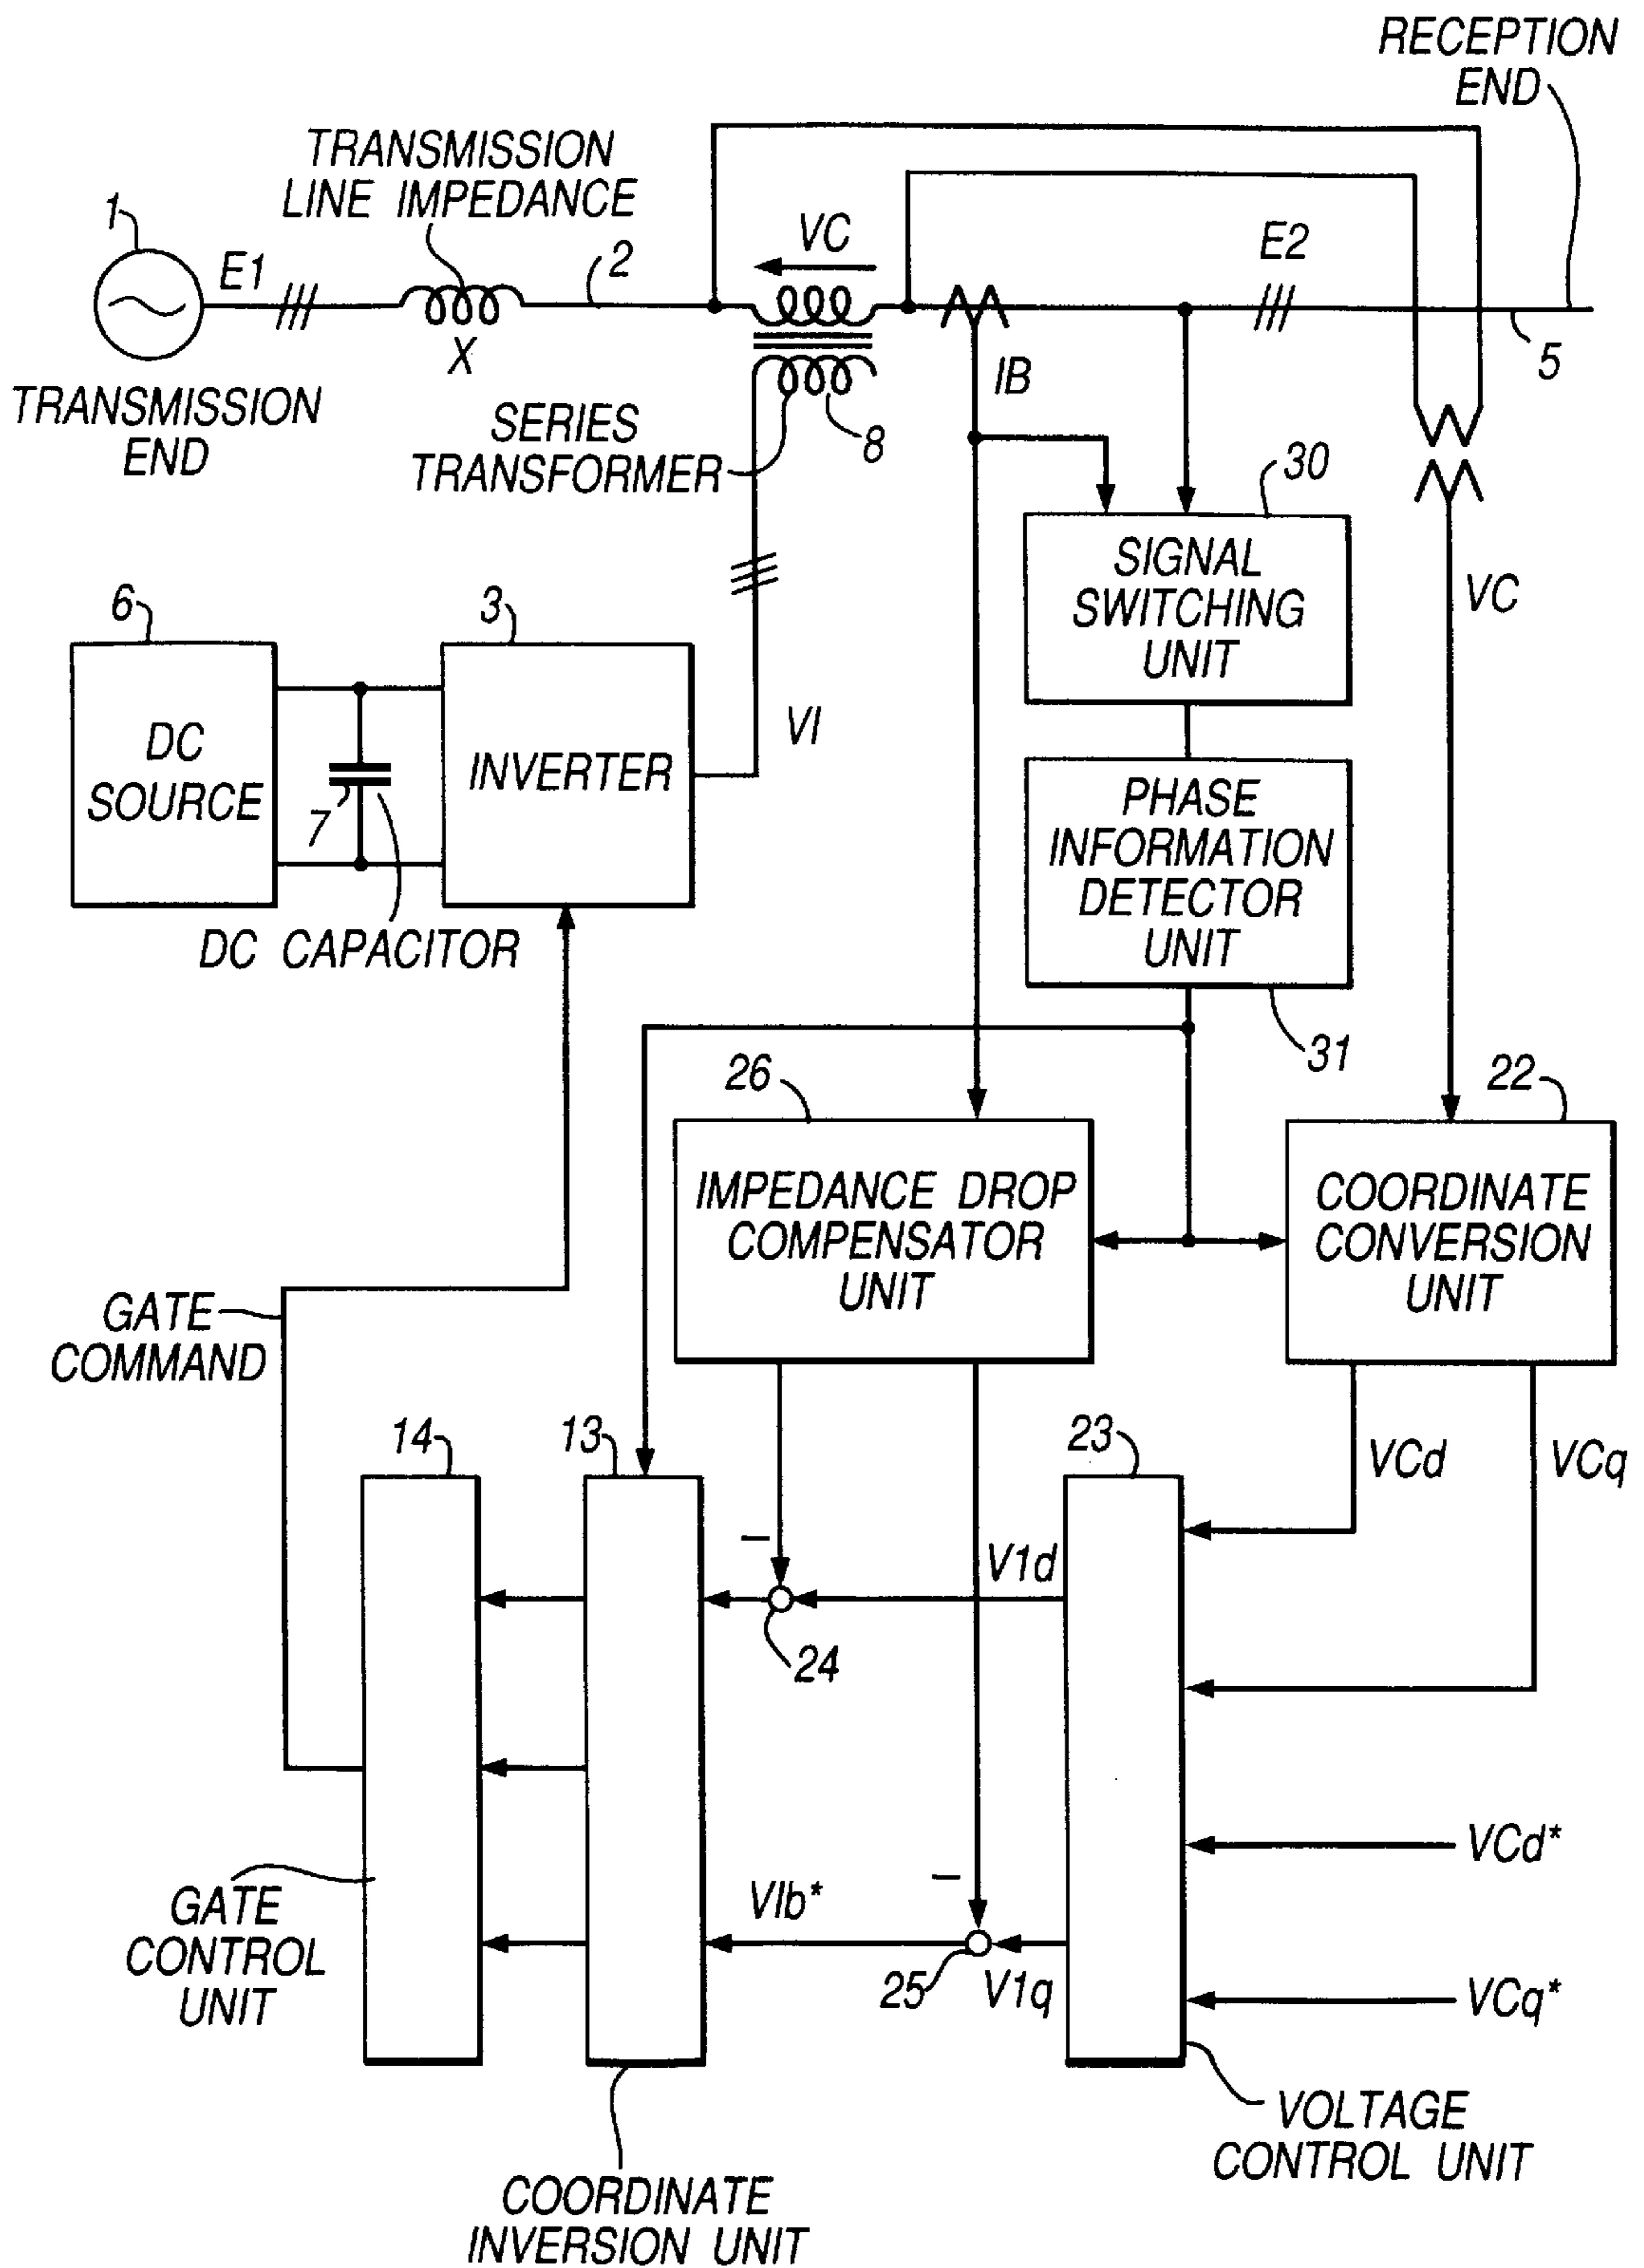 RECEPTION
END
TRANSMISSION
LINE IMPEDANCE
1
E1
2
VC
E2
X
IB
5
TRANSMISSION
END
SERIES
TRANSFORMER
8
30
SIGNAL
SWITCHING
UNIT
VC
6
3
DC
SOURCE
7
INVERTER
VI
DC CAPACITOR
PHASE
INFORMATION
DETECTOR
UNIT
31
26
22
IMPEDANCE DROP
COMPENSATOR
UNIT
COORDINATE
CONVERSION
UNIT
GATE
COMMAND
14
13
23
VCd
VCq
–
V1d
24
VCd*
–
VIb*
25
V1q
VCq*
GATE
CONTROL
UNIT
VOLTAGE
CONTROL UNIT
COORDINATE
INVERSION UNIT